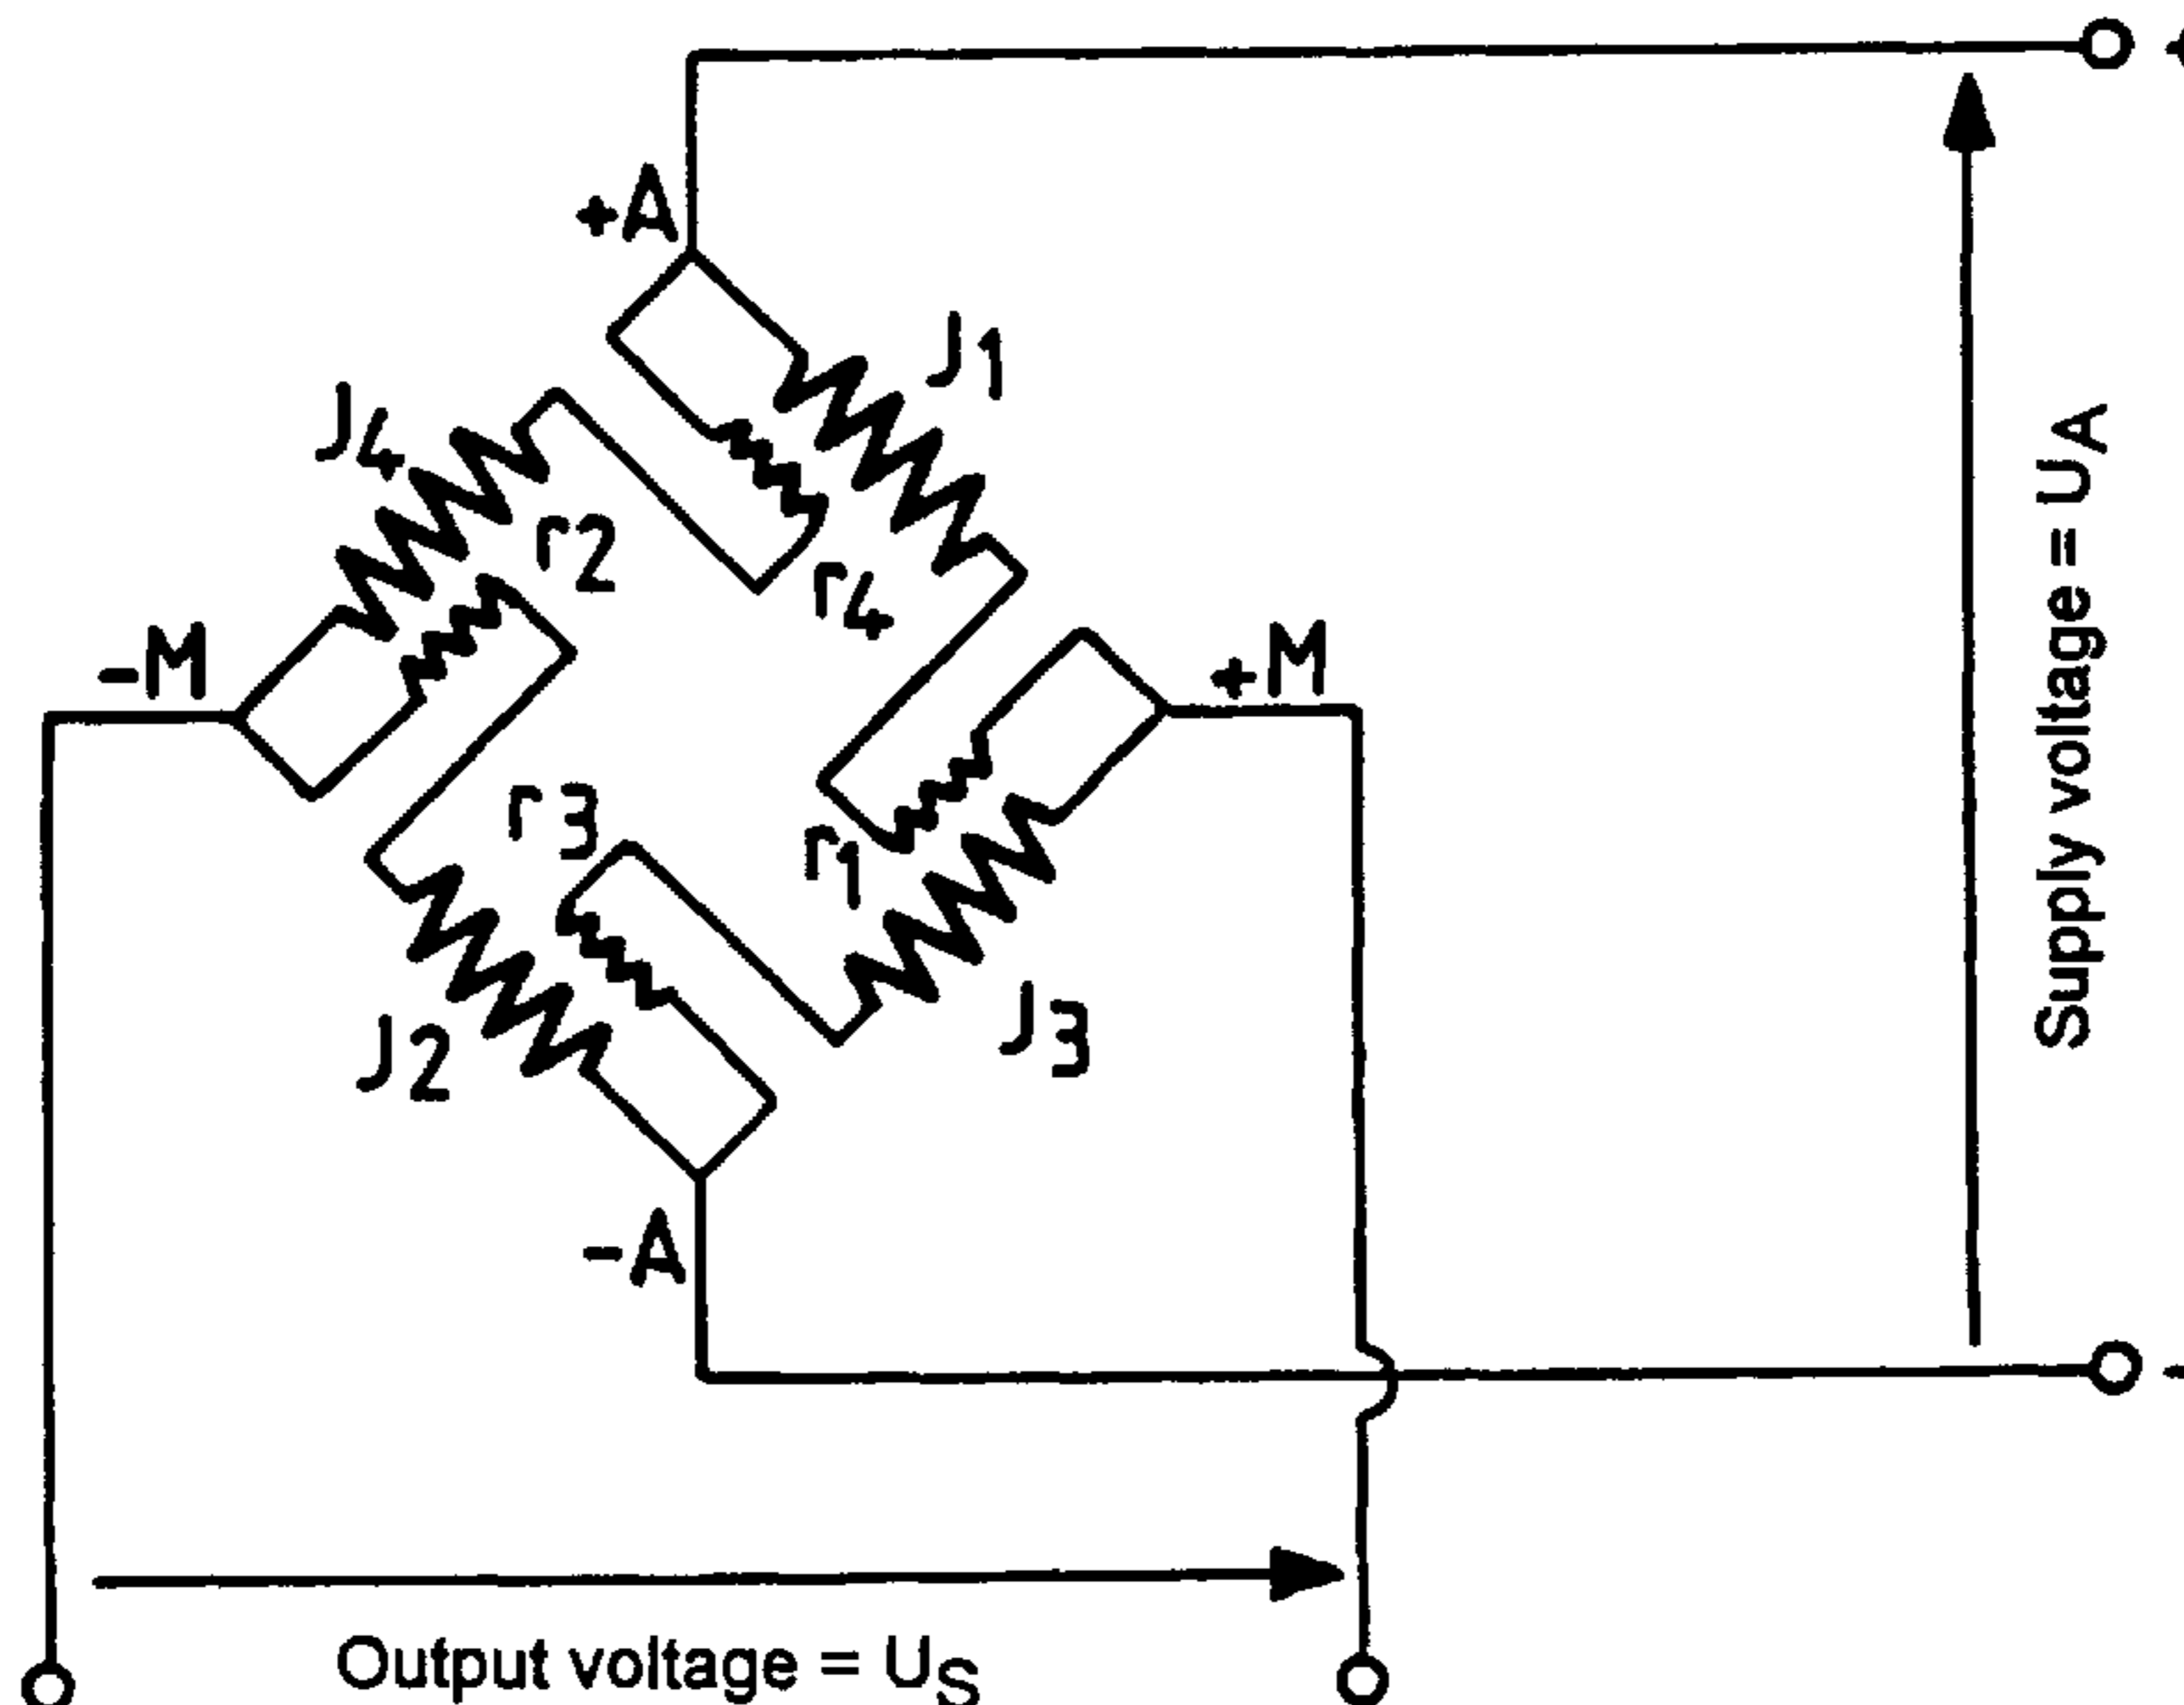 +A
J1
J4
r2
r4
-M
+M
r3
r1
J2
J3
-A
Supply voltage = UA
Output voltage = US